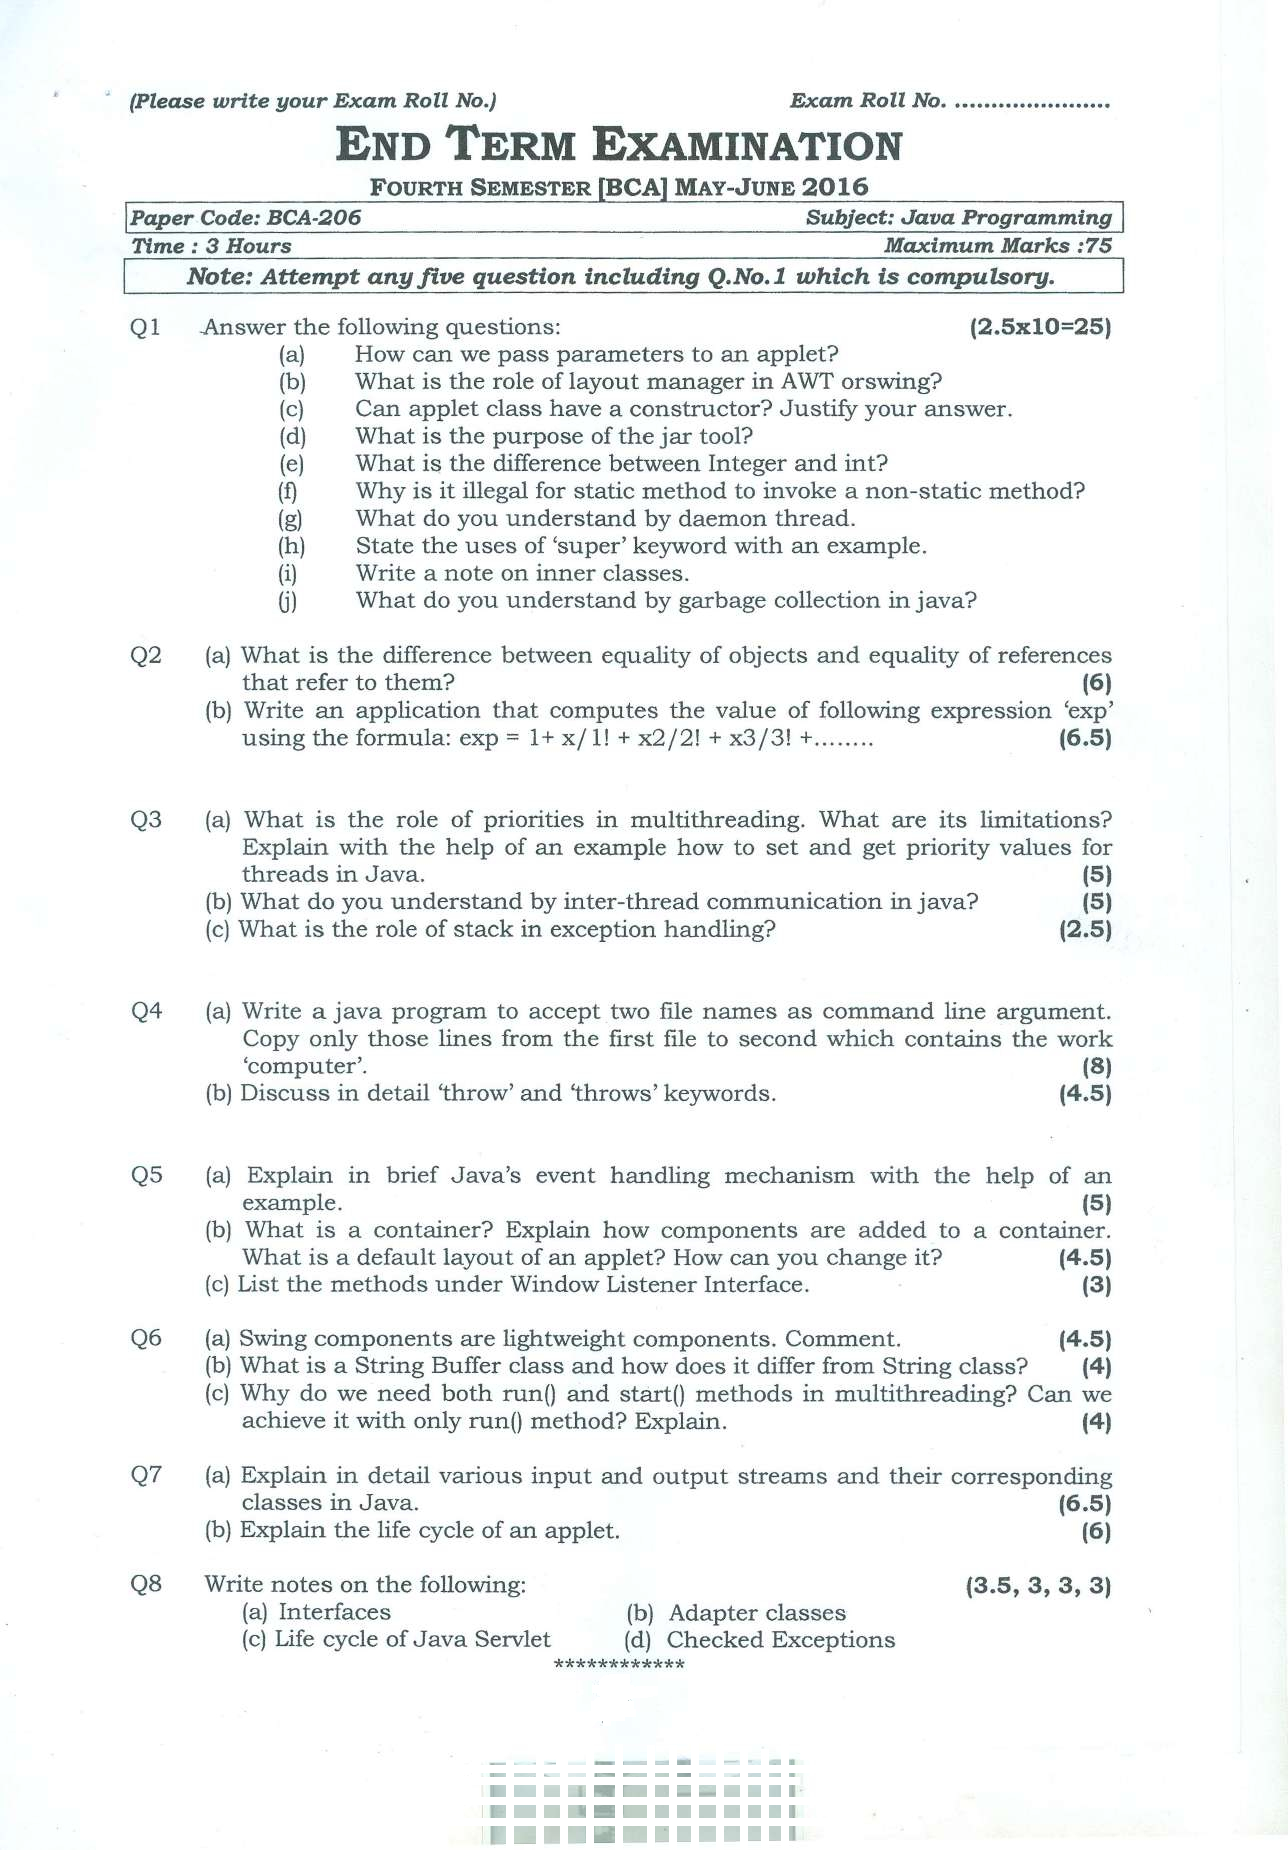 (Please write your Exam Roll No.) Exam Roll No. ......................
END TERM EXAMINATION
FOURTH SEMESTER [BCA] MAY-JUNE 2016
Paper Code: BCA-206 Subject: Java Programming
Time : 3 Hours Maximum Marks :75
Note: Attempt any five question including Q.No.1 which is compulsory.
Q1 Answer the following questions: (2.5x10=25)
(a) How can we pass parameters to an applet?
(b) What is the role of layout manager in AWT orswing?
(c) Can applet class have a constructor? Justify your answer.
(d) What is the purpose of the jar tool?
(e) What is the difference between Integer and int?
(f) Why is it illegal for static method to invoke a non-static method?
(g) What do you understand by daemon thread.
(h) State the uses of ‘super’ keyword with an example.
(i) Write a note on inner classes.
(j) What do you understand by garbage collection in java?
Q2 (a) What is the difference between equality of objects and equality of references
that refer to them? (6)
(b) Write an application that computes the value of following expression ‘exp’
using the formula: exp = 1+ x/1! + x2/2! + x3/3! +........ (6.5)
Q3 (a) What is the role of priorities in multithreading. What are its limitations?
Explain with the help of an example how to set and get priority values for
threads in Java. (5)
(b) What do you understand by inter-thread communication in java? (5)
(c) What is the role of stack in exception handling? (2.5)
Q4 (a) Write a java program to accept two file names as command line argument.
Copy only those lines from the first file to second which contains the work
‘computer’. (8)
(b) Discuss in detail ‘throw’ and ‘throws’ keywords. (4.5)
Q5 (a) Explain in brief Java’s event handling mechanism with the help of an
example. (5)
(b) What is a container? Explain how components are added to a container.
What is a default layout of an applet? How can you change it? (4.5)
(c) List the methods under Window Listener Interface. (3)
Q6 (a) Swing components are lightweight components. Comment. (4.5)
(b) What is a String Buffer class and how does it differ from String class? (4)
(c) Why do we need both run() and start() methods in multithreading? Can we
achieve it with only run() method? Explain. (4)
Q7 (a) Explain in detail various input and output streams and their corresponding
classes in Java. (6.5)
(b) Explain the life cycle of an applet. (6)
Q8 Write notes on the following: (3.5, 3, 3, 3)
(a) Interfaces (b) Adapter classes
(c) Life cycle of Java Servlet (d) Checked Exceptions
************